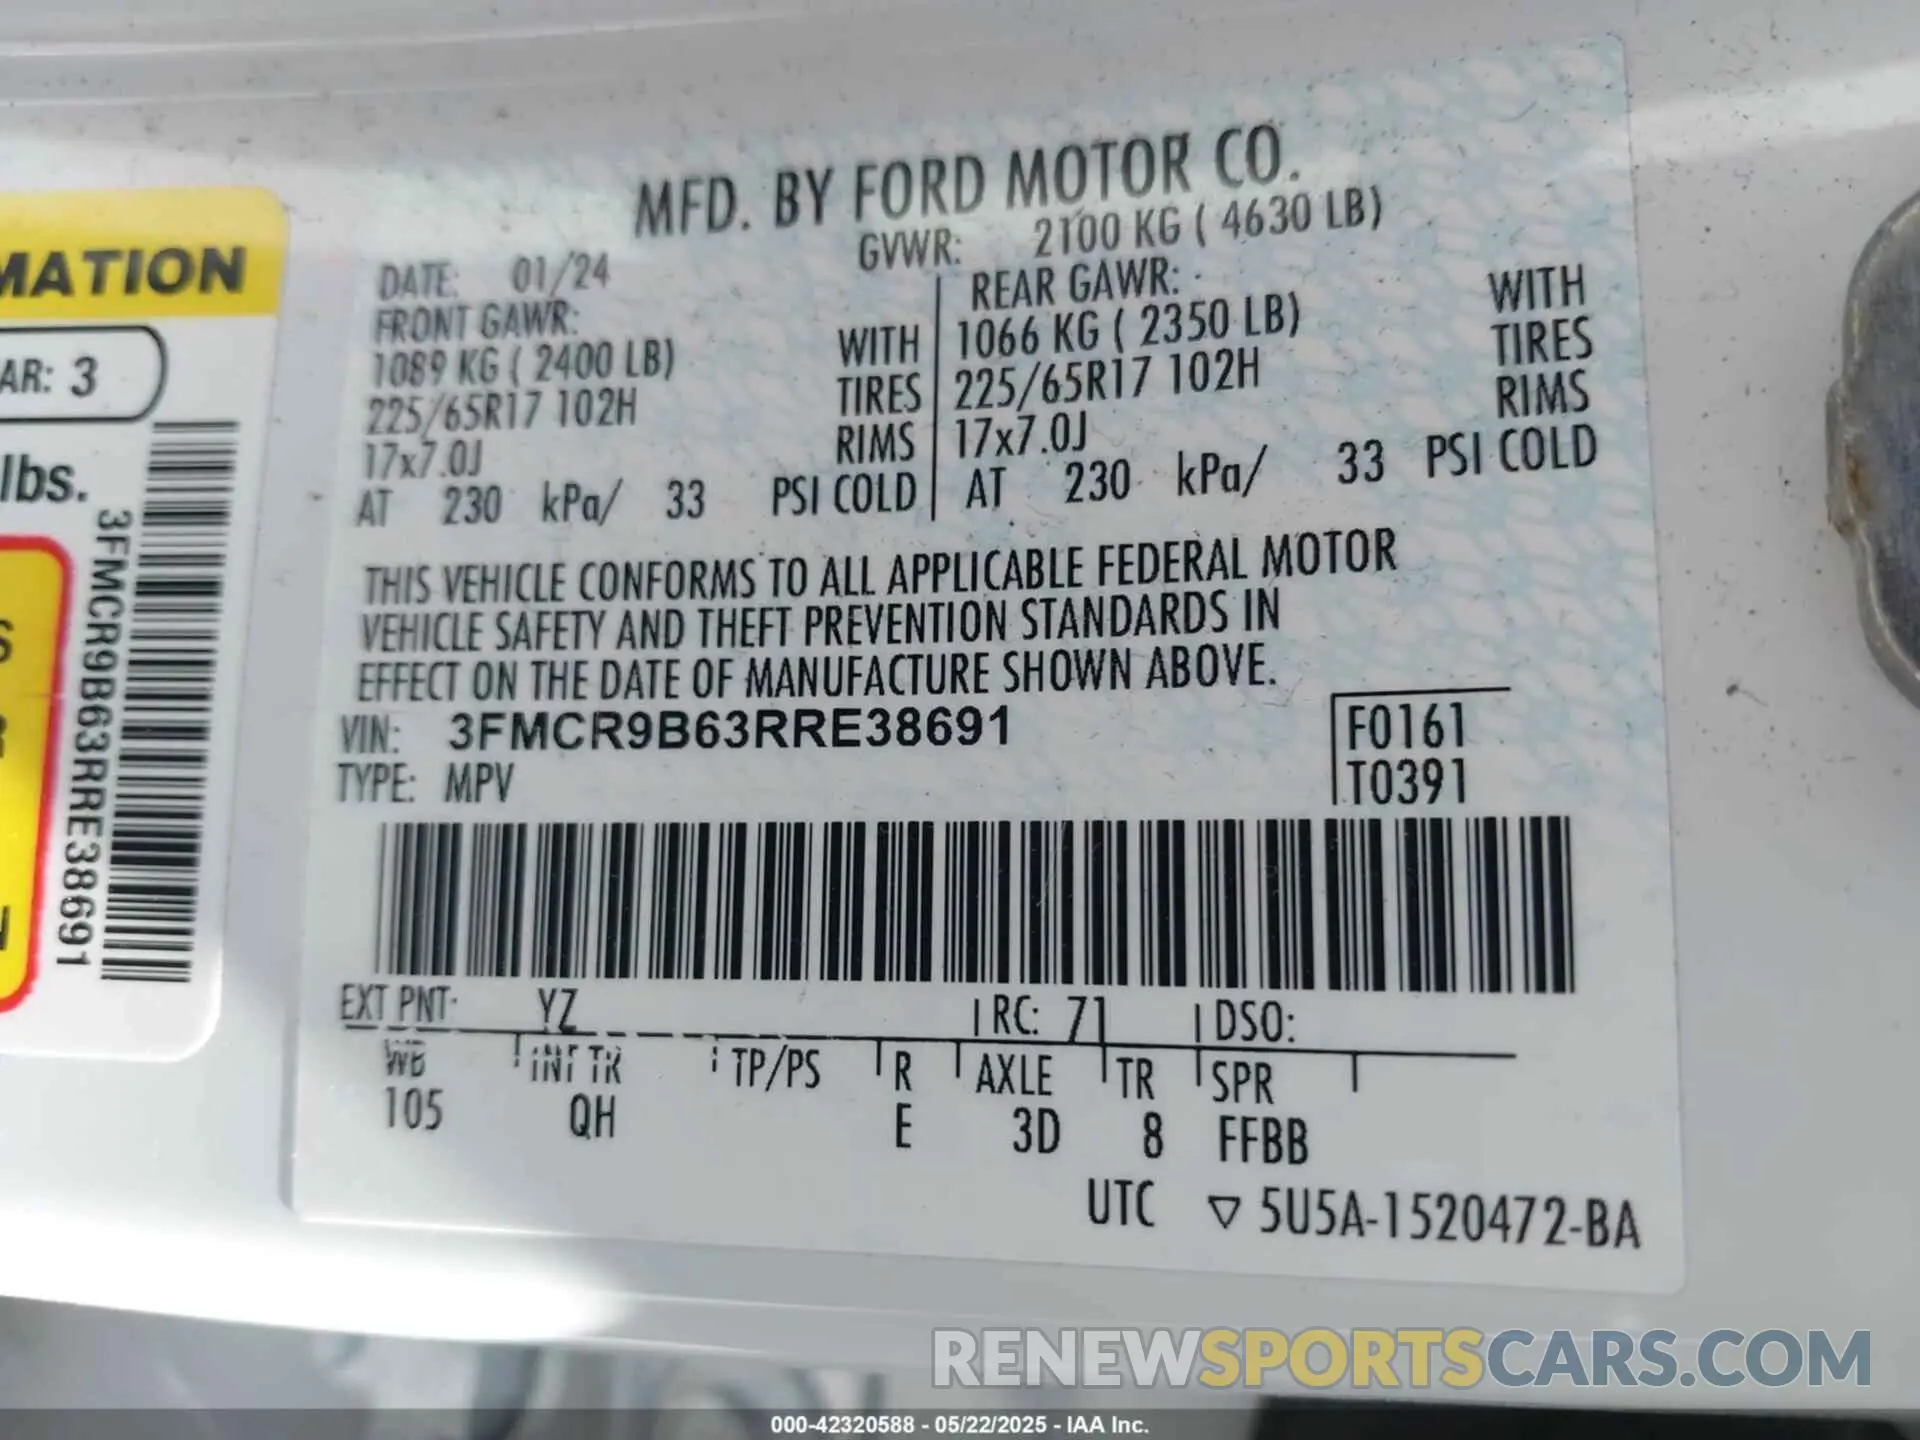 MFD. BY FORD MOTOR CO.
DATE: 01/24 GVWR: 2100 KG ( 4630 LB)
FRONT GAWR: REAR GAWR:
1089 KG ( 2400 LB) WITH 1066 KG ( 2350 LB) WITH
225/65R17 102H TIRES 225/65R17 102H TIRES
17x7.0J RIMS 17x7.0J RIMS
AT 230 kPa/ 33 PSI COLD AT 230 kPa/ 33 PSI COLD
THIS VEHICLE CONFORMS TO ALL APPLICABLE FEDERAL MOTOR
VEHICLE SAFETY AND THEFT PREVENTION STANDARDS IN
EFFECT ON THE DATE OF MANUFACTURE SHOWN ABOVE.
VIN: 3FMCR9B63RRE38691 F0161
TYPE: MPV T0391
EXT PNT: YZ RC: 71 DSO:
WB INT TR TP/PS R AXLE TR SPR
105 QH E 3D 8 FFBB
UTC ▽ 5U5A-1520472-BA
MATION
AR: 3
lbs.
3FMCR9B63RRE38691
S
R
N
RENEWSPORTSCARS.COM
000-42320588 - 05/22/2025 - IAA Inc.